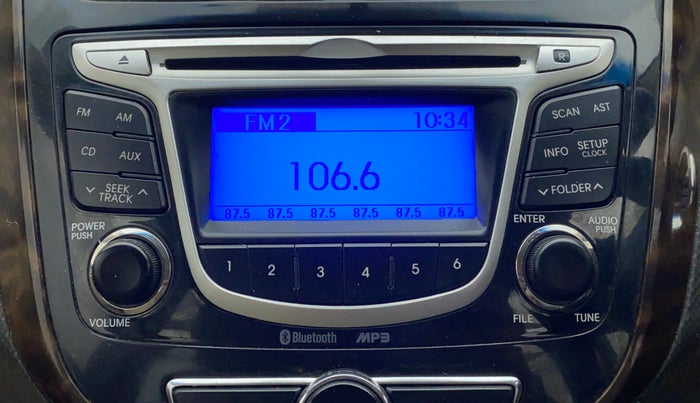 R
FM AM
CD AUX
SEEK
TRACK
POWER
PUSH
VOLUME
FM2 10:34
106.6
87.5 87.5 87.5 87.5 87.5 87.5
1 2 3 4 5 6
Bluetooth MP3
SCAN AST
INFO SETUP
CLOCK
FOLDER
ENTER AUDIO
PUSH
FILE TUNE